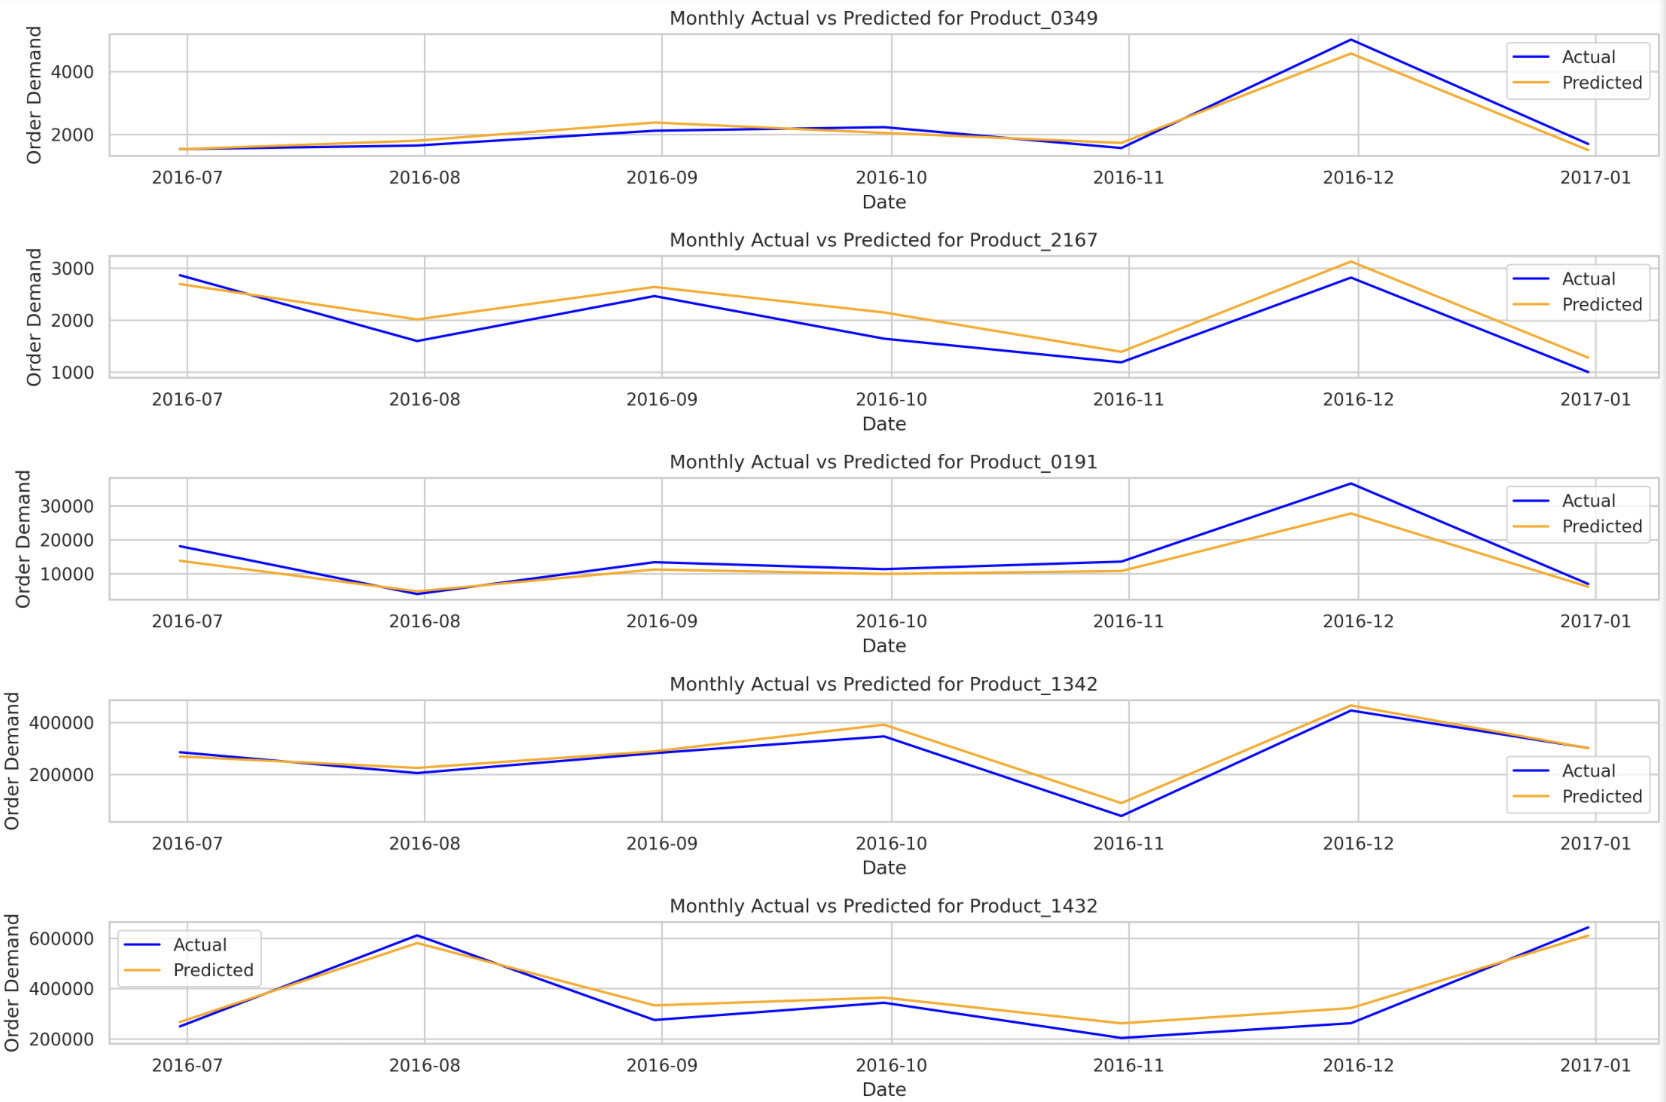 Monthly Actual vs Predicted for Product_0349
Order Demand
4000
2000
Actual
Predicted
2016-07 2016-08 2016-09 2016-10 2016-11 2016-12 2017-01
Date
Monthly Actual vs Predicted for Product_2167
Order Demand
3000
2000
1000
Actual
Predicted
2016-07 2016-08 2016-09 2016-10 2016-11 2016-12 2017-01
Date
Monthly Actual vs Predicted for Product_0191
Order Demand
30000
20000
10000
Actual
Predicted
2016-07 2016-08 2016-09 2016-10 2016-11 2016-12 2017-01
Date
Monthly Actual vs Predicted for Product_1342
Order Demand
400000
200000
Actual
Predicted
2016-07 2016-08 2016-09 2016-10 2016-11 2016-12 2017-01
Date
Monthly Actual vs Predicted for Product_1432
Order Demand
600000
400000
200000
Actual
Predicted
2016-07 2016-08 2016-09 2016-10 2016-11 2016-12 2017-01
Date